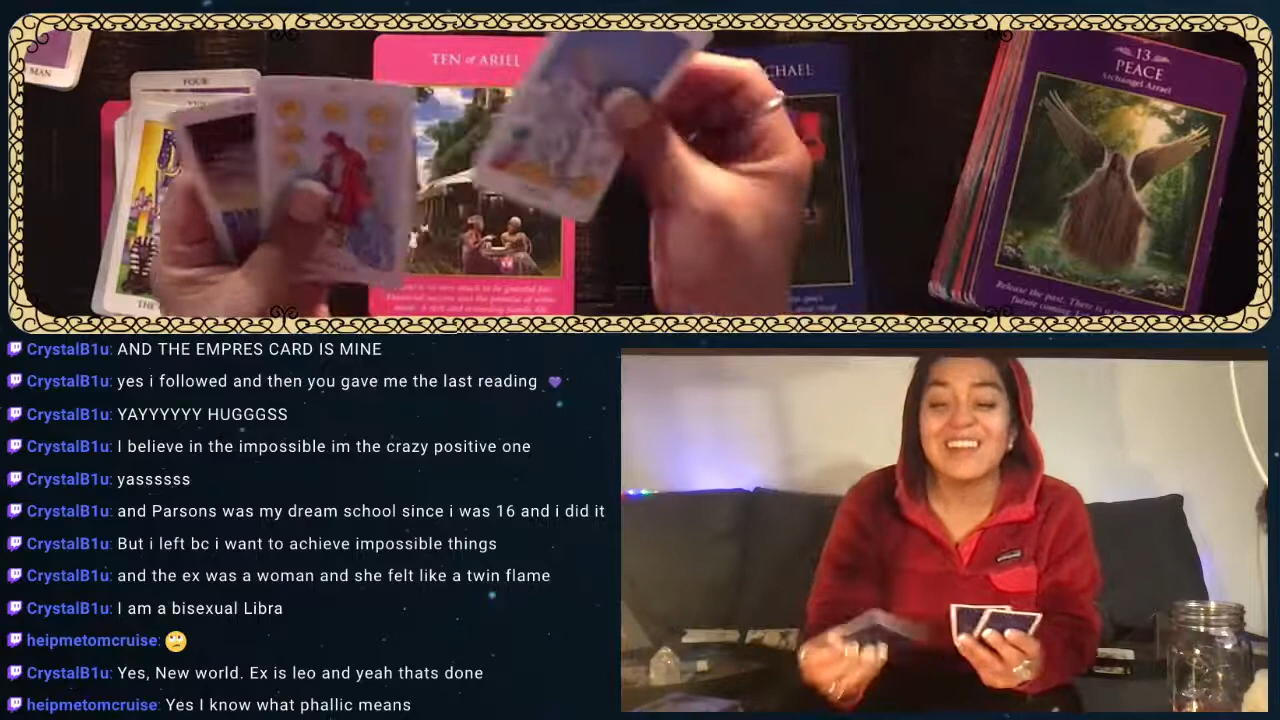 MAN
FOUR
TEN of ARIEL
CHAEL
13
PEACE
Archangel Azrael
Release the past. There is a
future coming.
THE
CrystalB1u: AND THE EMPRES CARD IS MINE
CrystalB1u: yes i followed and then you gave me the last reading 💜
CrystalB1u: YAYYYYYY HUGGGSS
CrystalB1u: I believe in the impossible im the crazy positive one
CrystalB1u: yassssss
CrystalB1u: and Parsons was my dream school since i was 16 and i did it
CrystalB1u: But i left bc i want to achieve impossible things
CrystalB1u: and the ex was a woman and she felt like a twin flame
CrystalB1u: I am a bisexual Libra
heipmetomcruise: 🙄
CrystalB1u: Yes, New world. Ex is leo and yeah thats done
heipmetomcruise: Yes I know what phallic means